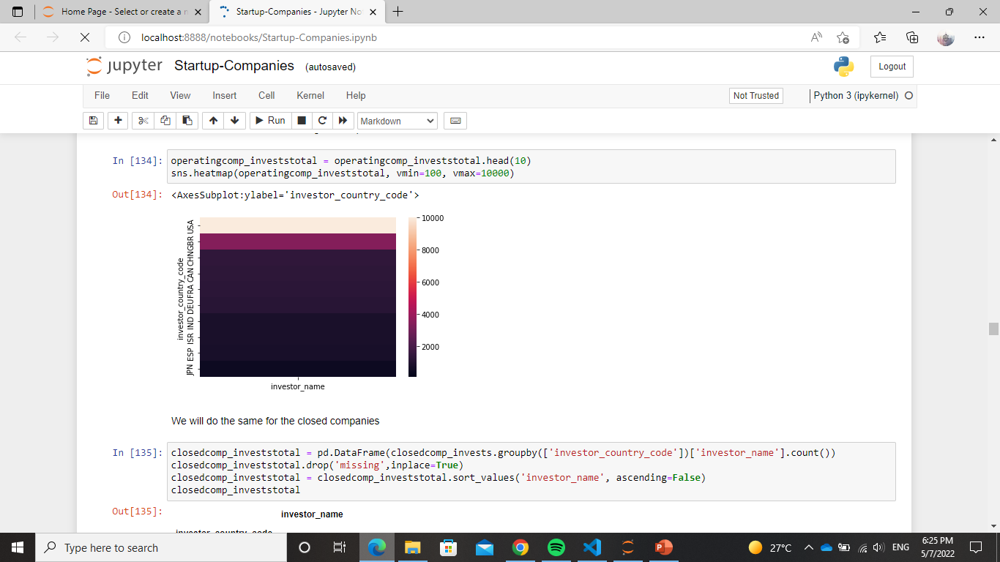 Home Page - Select or create a n
Startup-Companies - Jupyter No
localhost:8888/notebooks/Startup-Companies.ipynb
jupyter Startup-Companies (autosaved)
Logout
File Edit View Insert Cell Kernel Help
Not Trusted Python 3 (ipykernel)
Run Markdown
In [134]: operatingcomp_investstotal = operatingcomp_investstotal.head(10)
sns.heatmap(operatingcomp_investstotal, vmin=100, vmax=10000)
Out[134]: <AxesSubplot:ylabel='investor_country_code'>
investor_country_code
USA
GBR
CHN
CAN
FRA
DEU
IND
ISR
ESP
JPN
10000
8000
6000
4000
2000
investor_name
We will do the same for the closed companies
In [135]: closedcomp_investstotal = pd.DataFrame(closedcomp_invests.groupby(['investor_country_code'])['investor_name'].count())
closedcomp_investstotal.drop('missing',inplace=True)
closedcomp_investstotal = closedcomp_investstotal.sort_values('investor_name', ascending=False)
closedcomp_investstotal
Out[135]: investor_name
investor_country_code
Type here to search
27°C
ENG
6:25 PM
5/7/2022